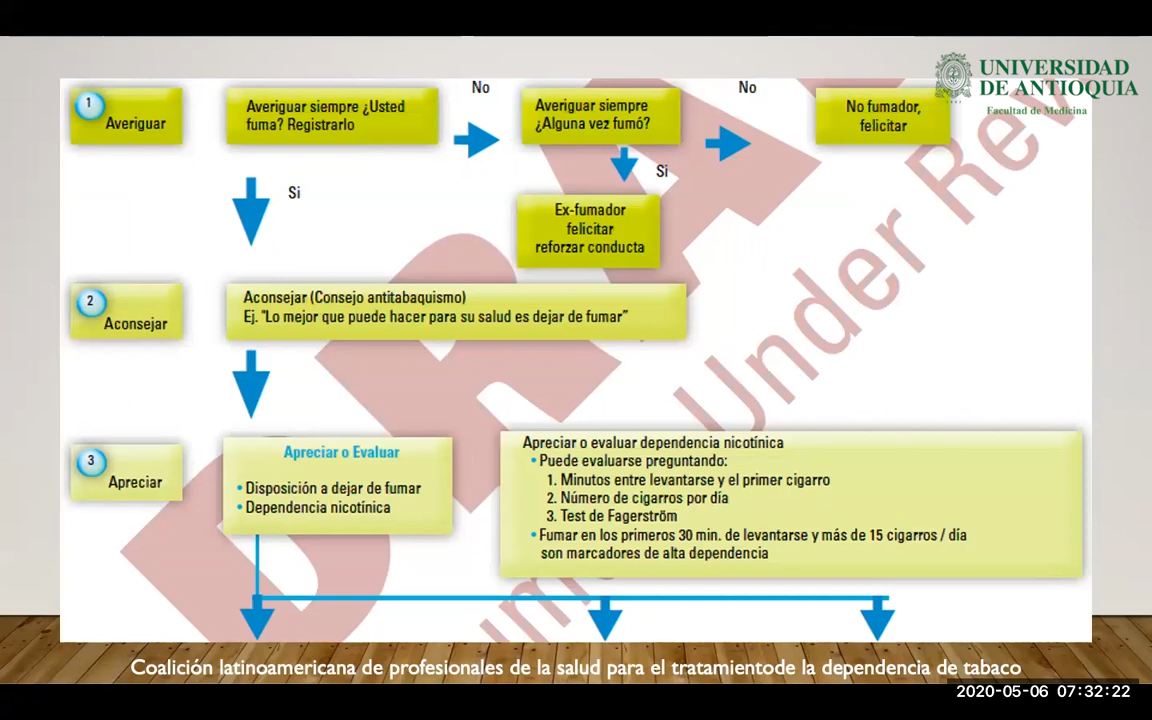 UNIVERSIDAD
DE ANTIOQUIA
Facultad de Medicina
1
Averiguar
Averiguar siempre ¿Usted
fuma? Registrarlo
No
Averiguar siempre
¿Alguna vez fumó?
No
No fumador,
felicitar
Si
Si
Ex-fumador
felicitar
reforzar conducta
2
Aconsejar
Aconsejar (Consejo antitabaquismo)
Ej. "Lo mejor que puede hacer para su salud es dejar de fumar”
3
Apreciar
Apreciar o Evaluar
• Disposición a dejar de fumar
• Dependencia nicotínica
Apreciar o evaluar dependencia nicotínica
• Puede evaluarse preguntando:
1. Minutos entre levantarse y el primer cigarro
2. Número de cigarros por día
3. Test de Fagerström
• Fumar en los primeros 30 min. de levantarse y más de 15 cigarros / día
son marcadores de alta dependencia
Under
Coalición latinoamericana de profesionales de la salud para el tratamientode la dependencia de tabaco
2020-05-06 07:32:22